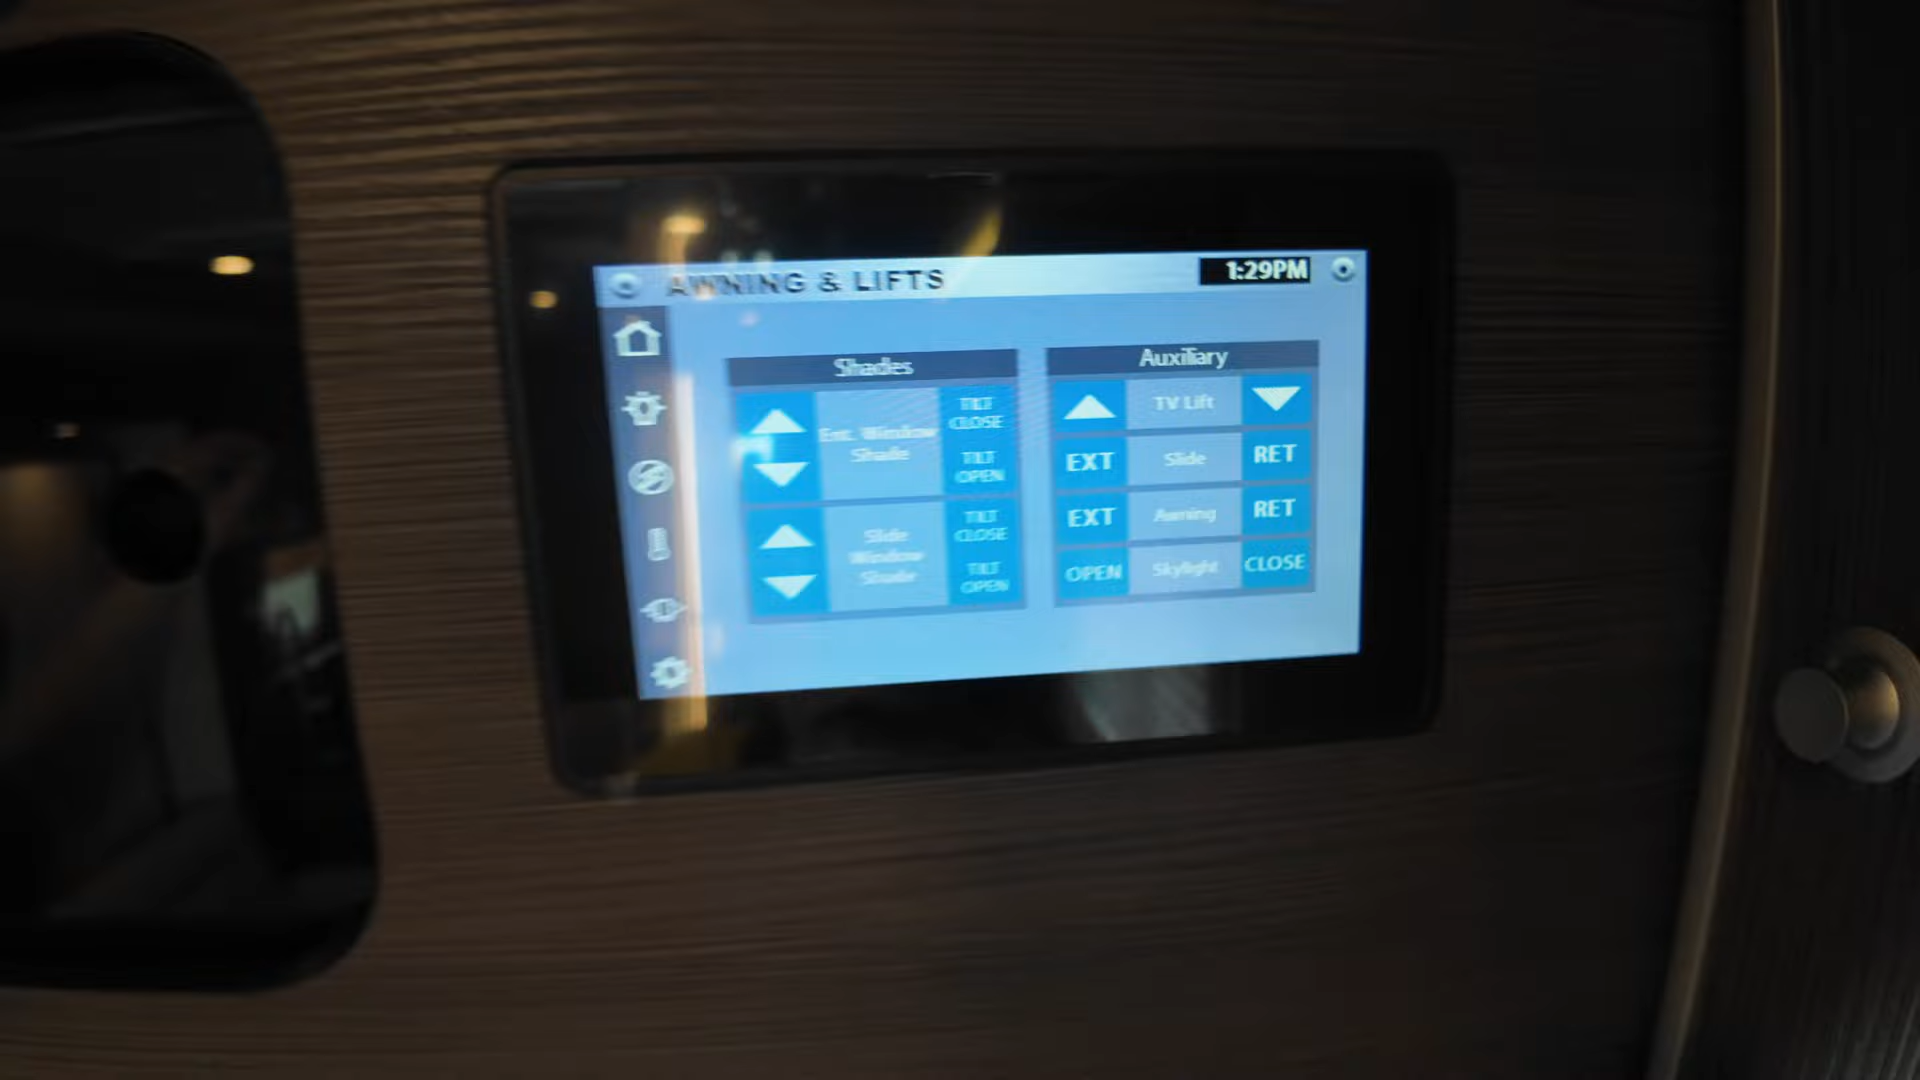 AWNING & LIFTS
1:29PM
Shades
Ent. Window
Shade
TILT
CLOSE
TILT
OPEN
Slide
Window
Shade
TILT
CLOSE
TILT
OPEN
Auxiliary
TV Lift
EXT Slide RET
EXT Awning RET
OPEN Skylight CLOSE